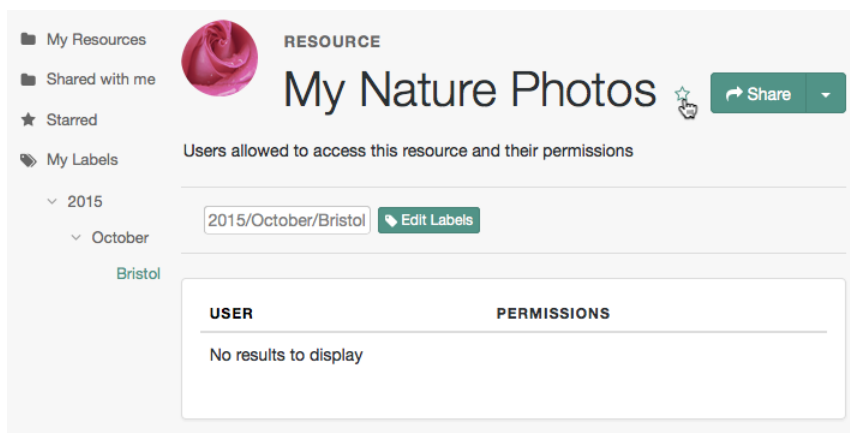 My Resources
Shared with me
Starred
My Labels
2015
October
Bristol
RESOURCE
My Nature Photos
Share
Users allowed to access this resource and their permissions
2015/October/Bristol
Edit Labels
USER PERMISSIONS
No results to display